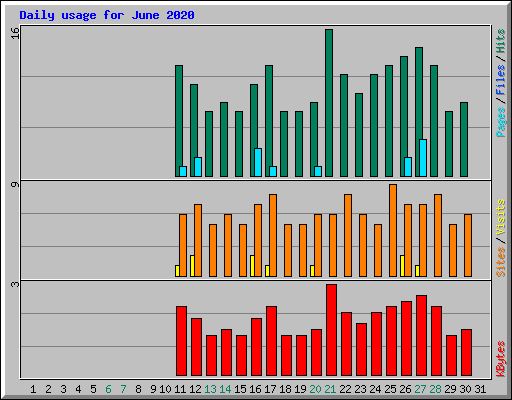 Daily usage for June 2020
16
9
3
Pages/Files/Hits
Sites/Visits
KBytes
1 2 3 4 5 6 7 8 9 10 11 12 13 14 15 16 17 18 19 20 21 22 23 24 25 26 27 28 29 30 31